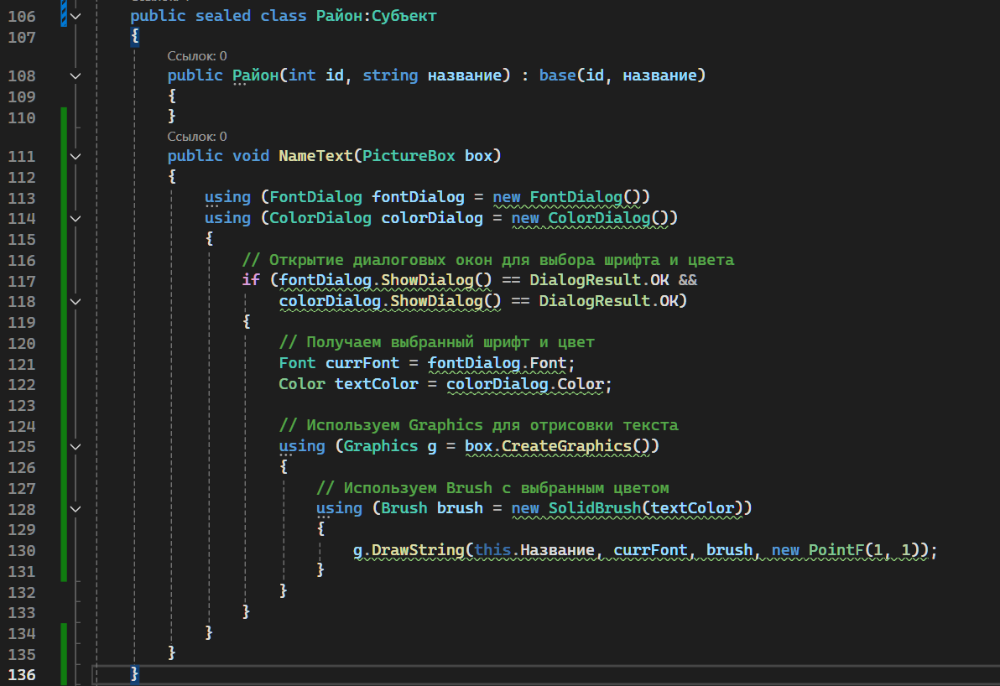 106 public sealed class Район:Субъект
107 {
Ссылок: 0
108 public Район(int id, string название) : base(id, название)
109 {
110 }
Ссылок: 0
111 public void NameText(PictureBox box)
112 {
113 using (FontDialog fontDialog = new FontDialog())
114 using (ColorDialog colorDialog = new ColorDialog())
115 {
116 // Открытие диалоговых окон для выбора шрифта и цвета
117 if (fontDialog.ShowDialog() == DialogResult.OK &&
118 colorDialog.ShowDialog() == DialogResult.OK)
119 {
120 // Получаем выбранный шрифт и цвет
121 Font currFont = fontDialog.Font;
122 Color textColor = colorDialog.Color;
123
124 // Используем Graphics для отрисовки текста
125 using (Graphics g = box.CreateGraphics())
126 {
127 // Используем Brush с выбранным цветом
128 using (Brush brush = new SolidBrush(textColor))
129 {
130 g.DrawString(this.Название, currFont, brush, new PointF(1, 1));
131 }
132 }
133 }
134 }
135 }
136 }